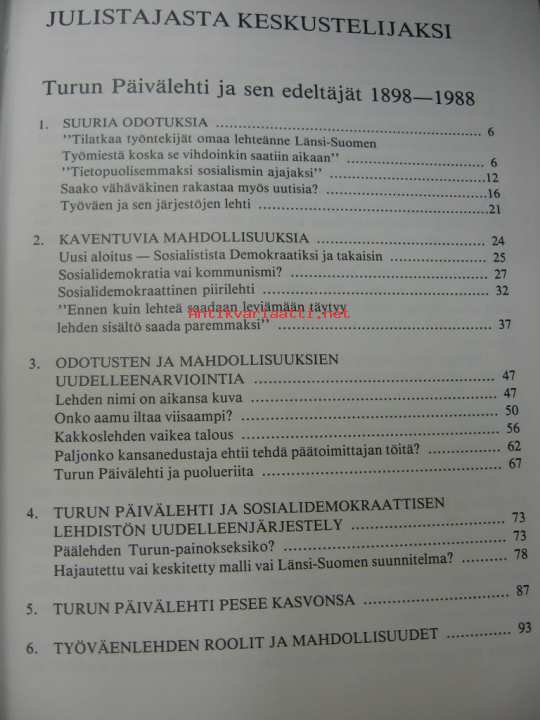 JULISTAJASTA KESKUSTELIJAKSI
Turun Päivälehti ja sen edeltäjät 1898—1988
1. SUURIA ODOTUKSIA ........ 6
"Tilatkaa työntekijät omaa lehteänne Länsi-Suomen
Työmiestä koska se vihdoinkin saatiin aikaan" ........ 6
"Tietopuolisemmaksi sosialismin ajajaksi" ........ 12
Saako vähäväkinen rakastaa myös uutisia? ........ 16
Työväen ja sen järjestöjen lehti ........ 21
2. KAVENTUVIA MAHDOLLISUUKSIA ........ 24
Uusi aloitus — Sosialistista Demokraatiksi ja takaisin ........ 25
Sosialidemokratia vai kommunismi? ........ 27
Sosialidemokraattinen piirilehti ........ 32
"Ennen kuin lehteä saadaan leviämään täytyy
Antikvariaatti.net
lehden sisältö saada paremmaksi" ........ 37
3. ODOTUSTEN JA MAHDOLLISUUKSIEN
UUDELLEENARVIOINTIA ........ 47
Lehden nimi on aikansa kuva ........ 47
Onko aamu iltaa viisaampi? ........ 50
Kakkoslehden vaikea talous ........ 56
Paljonko kansanedustaja ehtii tehdä päätoimittajan töitä? ........ 62
Turun Päivälehti ja puolueriita ........ 67
4. TURUN PÄIVÄLEHTI JA SOSIALIDEMOKRAATTISEN
LEHDISTÖN UUDELLEENJÄRJESTELY ........ 73
Päälehden Turun-painokseksiko? ........ 73
Hajautettu vai keskitetty malli vai Länsi-Suomen suunnitelma? ........ 78
5. TURUN PÄIVÄLEHTI PESEE KASVONSA ........ 87
6. TYÖVÄENLEHDEN ROOLIT JA MAHDOLLISUUDET ........ 93